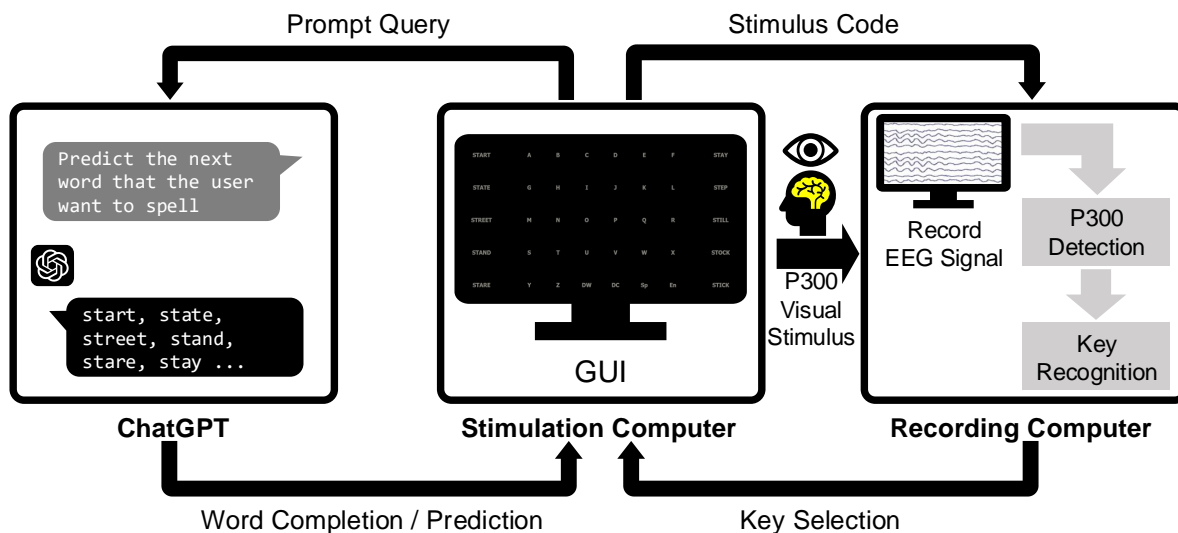 Prompt Query
Stimulus Code
Predict the next
word that the user
want to spell
start, state,
street, stand,
stare, stay ...
ChatGPT
START A B C D E F STAY
STATE G H I J K L STEP
STREET M N O P Q R STILL
STAND S T U V W X STOCK
STARE Y Z DW DC Sp En STICK
GUI
Stimulation Computer
P300
Visual
Stimulus
Record
EEG Signal
P300
Detection
Key
Recognition
Recording Computer
Word Completion / Prediction
Key Selection